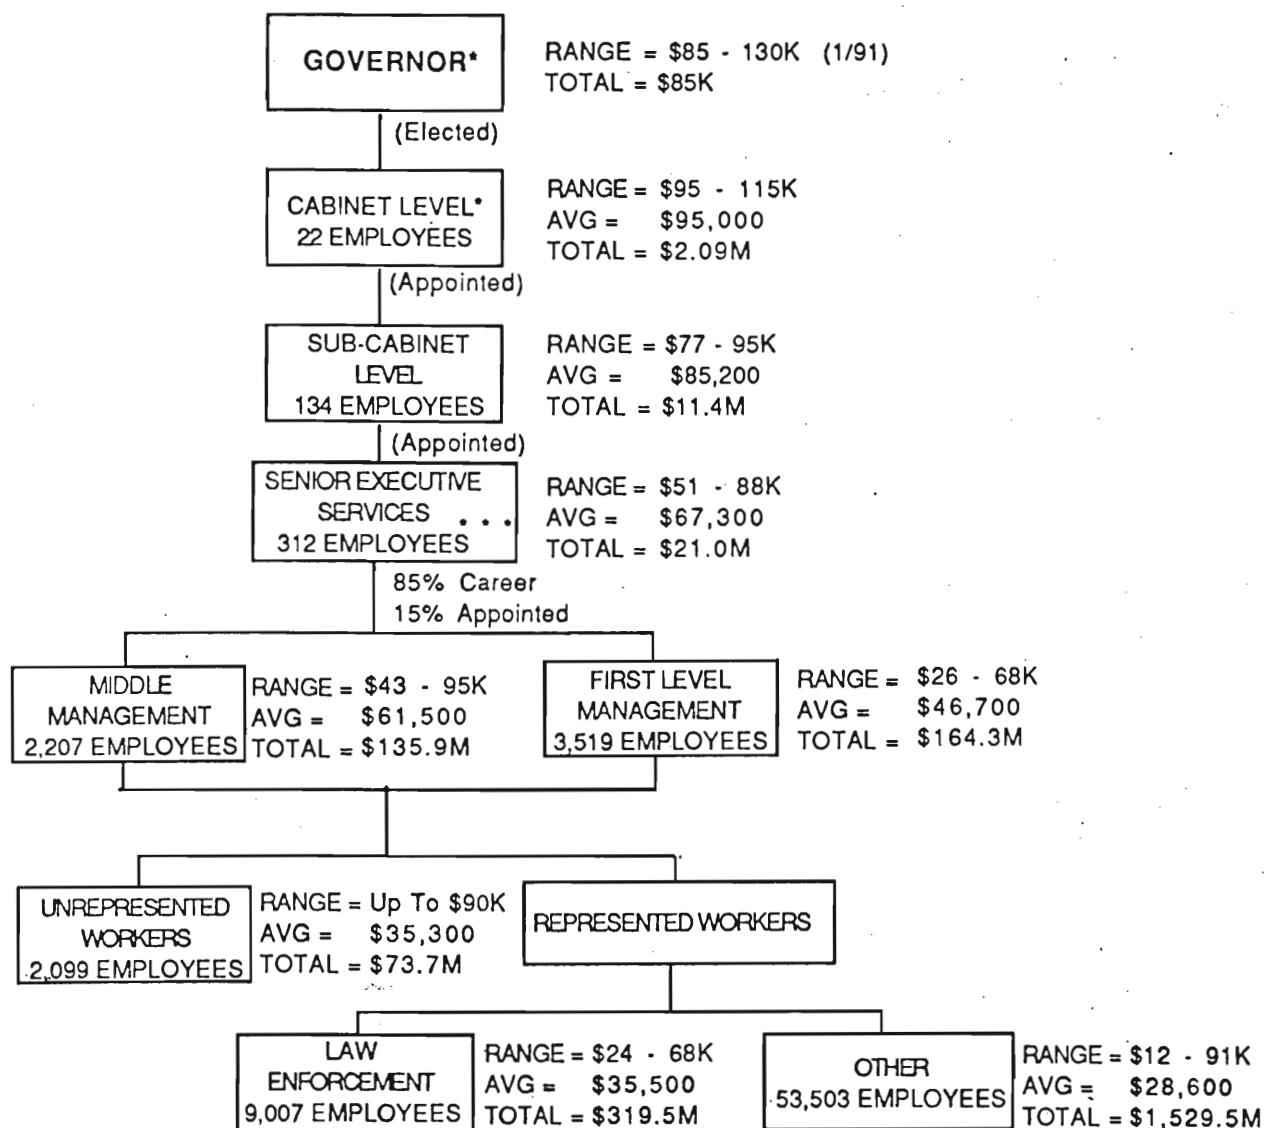 GOVERNOR*
RANGE = $85 - 130K (1/91)
TOTAL = $85K
(Elected)
CABINET LEVEL*
22 EMPLOYEES
RANGE = $95 - 115K
AVG = $95,000
TOTAL = $2.09M
(Appointed)
SUB-CABINET
LEVEL
134 EMPLOYEES
RANGE = $77 - 95K
AVG = $85,200
TOTAL = $11.4M
(Appointed)
SENIOR EXECUTIVE
SERVICES ***
312 EMPLOYEES
RANGE = $51 - 88K
AVG = $67,300
TOTAL = $21.0M
85% Career
15% Appointed
MIDDLE
MANAGEMENT
2,207 EMPLOYEES
RANGE = $43 - 95K
AVG = $61,500
TOTAL = $135.9M
FIRST LEVEL
MANAGEMENT
3,519 EMPLOYEES
RANGE = $26 - 68K
AVG = $46,700
TOTAL = $164.3M
UNREPRESENTED
WORKERS
2,099 EMPLOYEES
RANGE = Up To $90K
AVG = $35,300
TOTAL = $73.7M
REPRESENTED WORKERS
LAW
ENFORCEMENT
9,007 EMPLOYEES
RANGE = $24 - 68K
AVG = $35,500
TOTAL = $319.5M
OTHER
53,503 EMPLOYEES
RANGE = $12 - 91K
AVG = $28,600
TOTAL = $1,529.5M